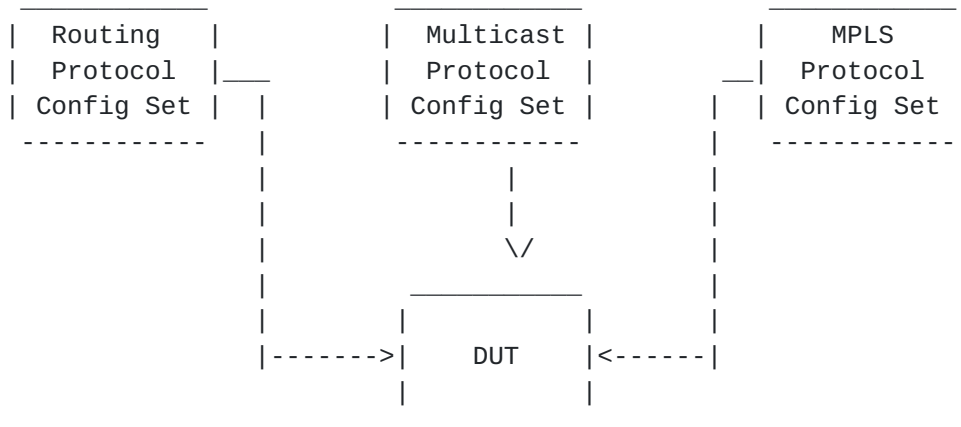 Routing Multicast MPLS
Protocol Protocol Protocol
Config Set Config Set Config Set
DUT